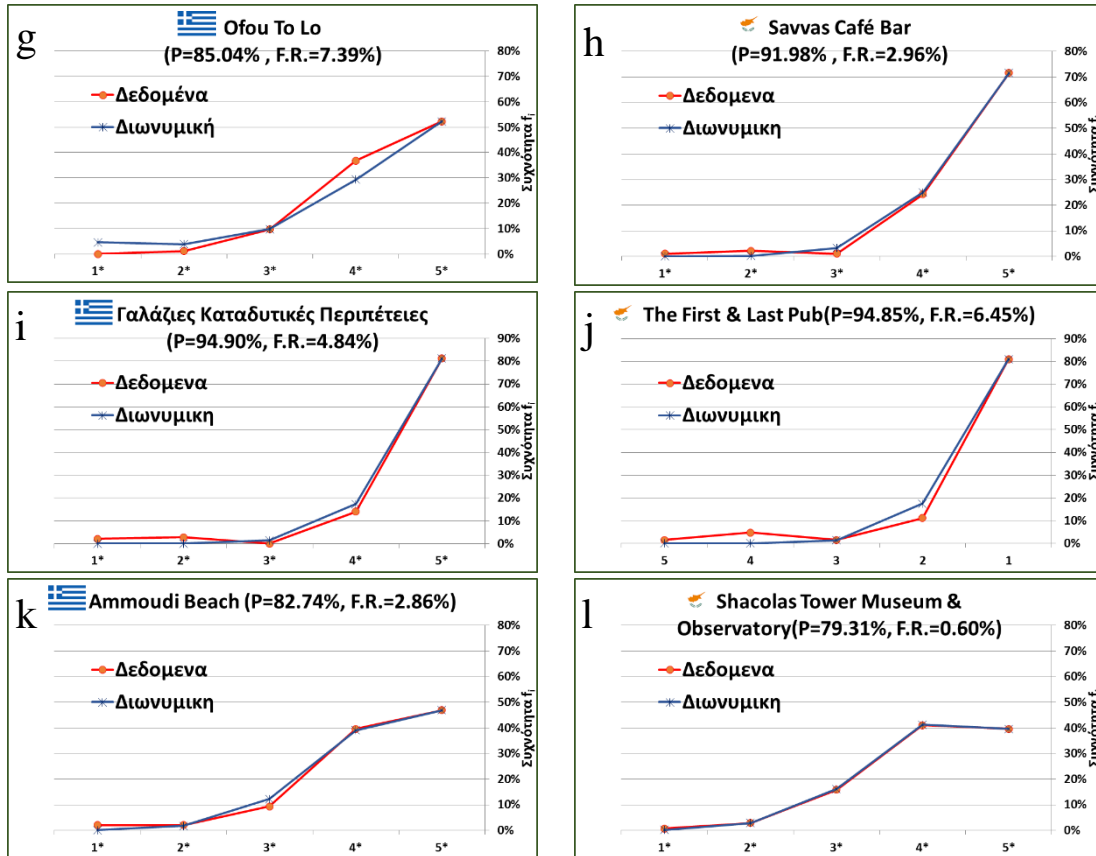 g
Ofou To Lo
(P=85.04% , F.R.=7.39%)
Δεδομένα
Διωνυμική
80%
70%
60%
50%
40%
30%
20%
10%
0%
Συχνότητα fi
1* 2* 3* 4* 5*
h
Savvas Café Bar
(P=91.98% , F.R.=2.96%)
Δεδομενα
Διωνυμικη
80%
70%
60%
50%
40%
30%
20%
10%
0%
Συχνότητα fi
1* 2* 3* 4* 5*
i
Γαλάζιες Καταδυτικές Περιπέτειες
(P=94.90%, F.R.=4.84%)
Δεδομενα
Διωνυμικη
90%
80%
70%
60%
50%
40%
30%
20%
10%
0%
Συχνότητα fi
1* 2* 3* 4* 5*
j
The First & Last Pub(P=94.85%, F.R.=6.45%)
Δεδομενα
Διωνυμικη
90%
80%
70%
60%
50%
40%
30%
20%
10%
0%
Συχνότητα fi
5 4 3 2 1
k
Ammoudi Beach (P=82.74%, F.R.=2.86%)
Δεδομενα
Διωνυμικη
80%
70%
60%
50%
40%
30%
20%
10%
0%
Συχνότητα fi
1* 2* 3* 4* 5*
l
Shacolas Tower Museum &
Observatory(P=79.31%, F.R.=0.60%)
Δεδομενα
Διωνυμικη
80%
70%
60%
50%
40%
30%
20%
10%
0%
Συχνότητα fi
1* 2* 3* 4* 5*